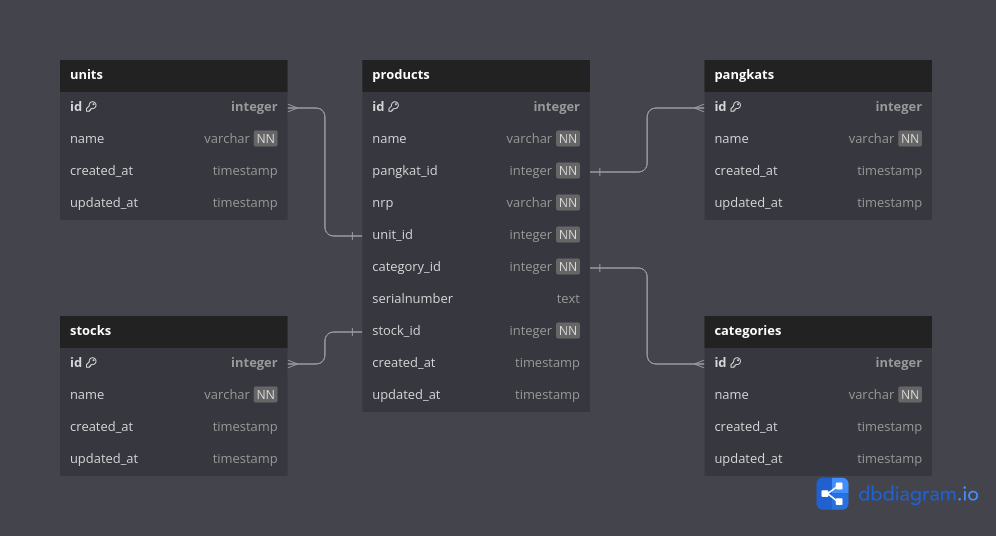 units
id integer
name varchar NN
created_at timestamp
updated_at timestamp
products
id integer
name varchar NN
pangkat_id integer NN
nrp varchar NN
unit_id integer NN
category_id integer NN
serialnumber text
stock_id integer NN
created_at timestamp
updated_at timestamp
pangkats
id integer
name varchar NN
created_at timestamp
updated_at timestamp
stocks
id integer
name varchar NN
created_at timestamp
updated_at timestamp
categories
id integer
name varchar NN
created_at timestamp
updated_at timestamp
dbdiagram.io